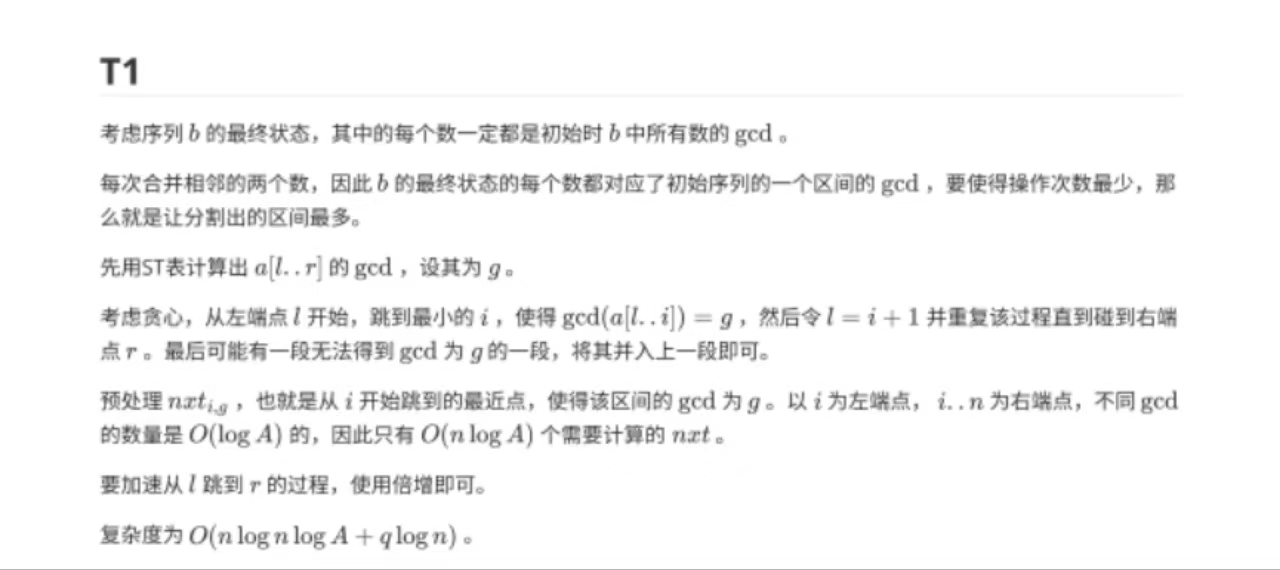 T1
考虑序列 b 的最终状态，其中的每个数一定都是初始时 b 中所有数的 gcd 。
每次合并相邻的两个数，因此 b 的最终状态的每个数都对应了初始序列的一个区间的 gcd ，要使得操作次数最少，那
么就是让分割出的区间最多。
先用ST表计算出 a[l..r] 的 gcd ，设其为 g 。
考虑贪心，从左端点 l 开始，跳到最小的 i ，使得 gcd(a[l..i]) = g ，然后令 l = i + 1 并重复该过程直到碰到右端
点 r 。最后可能有一段无法得到 gcd 为 g 的一段，将其并入上一段即可。
预处理 nxt_{i,g} ，也就是从 i 开始跳到的最近点，使得该区间的 gcd 为 g 。以 i 为左端点， i..n 为右端点，不同 gcd
的数量是 O(log A) 的，因此只有 O(n log A) 个需要计算的 nxt 。
要加速从 l 跳到 r 的过程，使用倍增即可。
复杂度为 O(n log n log A + q log n) 。